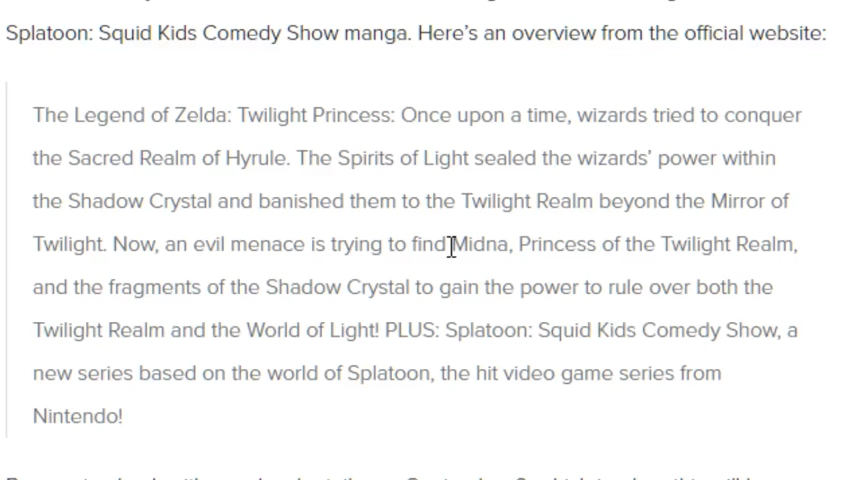 Splatoon: Squid Kids Comedy Show manga. Here's an overview from the official website:
The Legend of Zelda: Twilight Princess: Once upon a time, wizards tried to conquer
the Sacred Realm of Hyrule. The Spirits of Light sealed the wizards' power within
the Shadow Crystal and banished them to the Twilight Realm beyond the Mirror of
Twilight. Now, an evil menace is trying to find Midna, Princess of the Twilight Realm,
and the fragments of the Shadow Crystal to gain the power to rule over both the
Twilight Realm and the World of Light! PLUS: Splatoon: Squid Kids Comedy Show, a
new series based on the world of Splatoon, the hit video game series from
Nintendo!